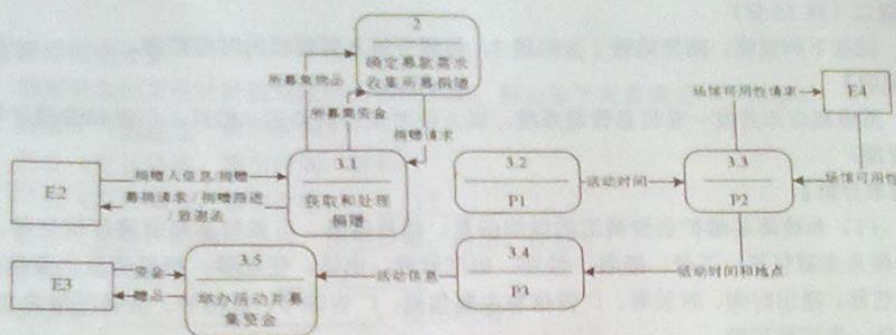 2
确定募款需求
收集所募捐赠
所募集物品
所募集资金
捐赠请求
场馆可用性请求
E4
E2
捐赠人信息/捐赠
募捐请求/捐赠跟进
/致谢函
3.1
获取和处理
捐赠
3.2
P1
活动时间
3.3
P2
场馆可用性
E3
资金
赠品
3.5
举办活动并募
集资金
活动信息
3.4
P3
活动时间和地点